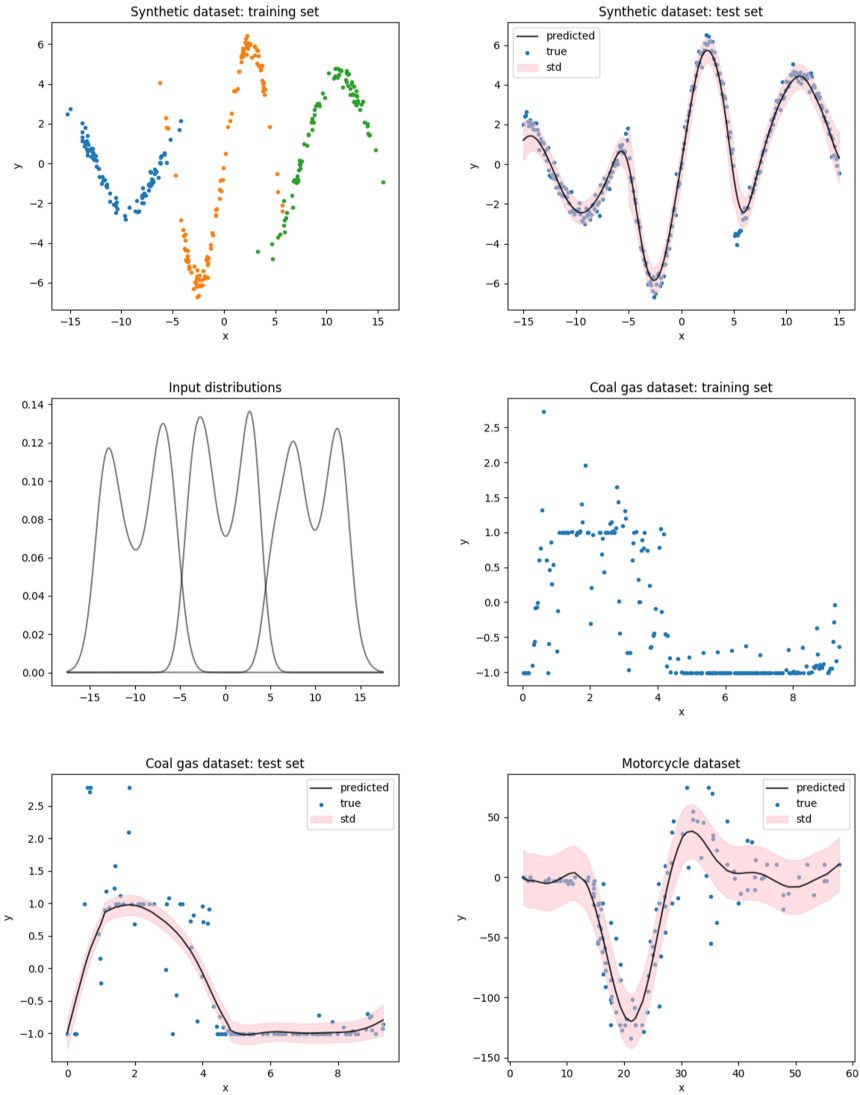 Synthetic dataset: training set
6
4
2
0
−2
−4
−6
y
−15 −10 −5 0 5 10 15
x
Synthetic dataset: test set
predicted
true
std
6
4
2
0
−2
−4
−6
y
−15 −10 −5 0 5 10 15
x
Input distributions
0.14
0.12
0.10
0.08
0.06
0.04
0.02
0.00
−15 −10 −5 0 5 10 15
Coal gas dataset: training set
2.5
2.0
1.5
1.0
0.5
0.0
−0.5
−1.0
y
0 2 4 6 8
x
Coal gas dataset: test set
predicted
true
std
2.5
2.0
1.5
1.0
0.5
0.0
−0.5
−1.0
y
0 2 4 6 8
x
Motorcycle dataset
predicted
true
std
50
0
−50
−100
−150
y
0 10 20 30 40 50 60
x